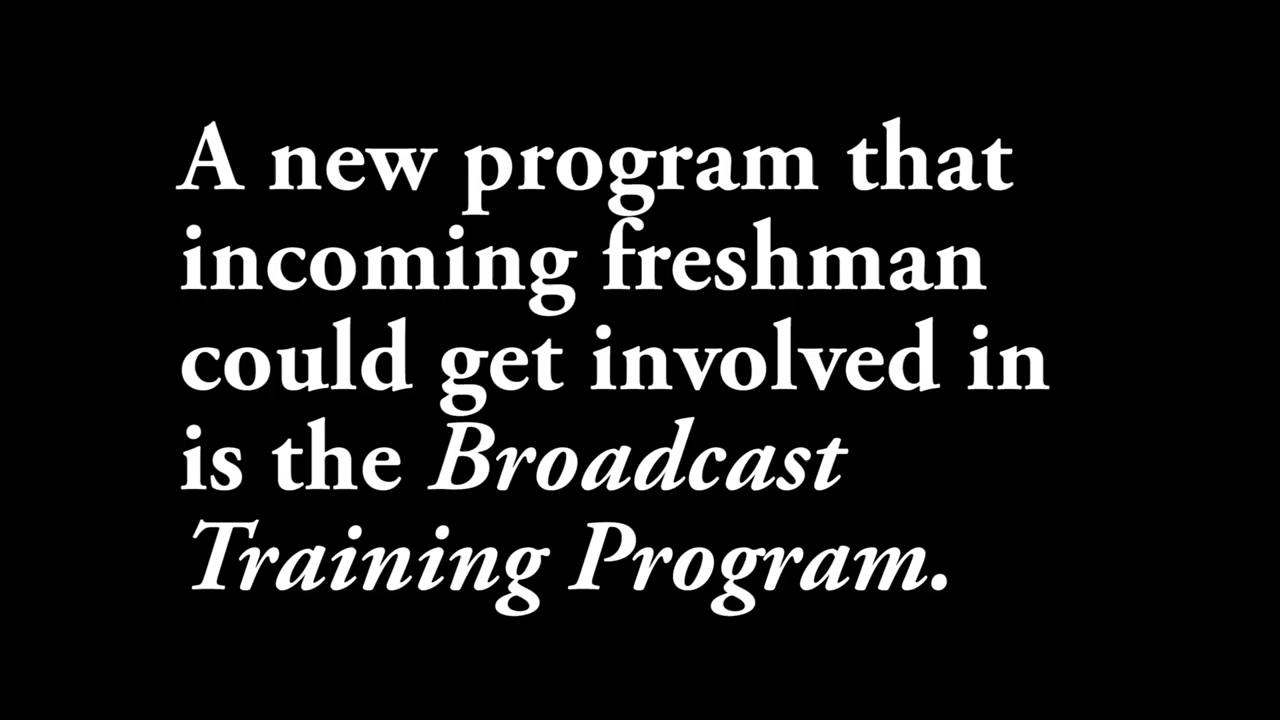 A new program that
incoming freshman
could get involved in
is the Broadcast
Training Program.